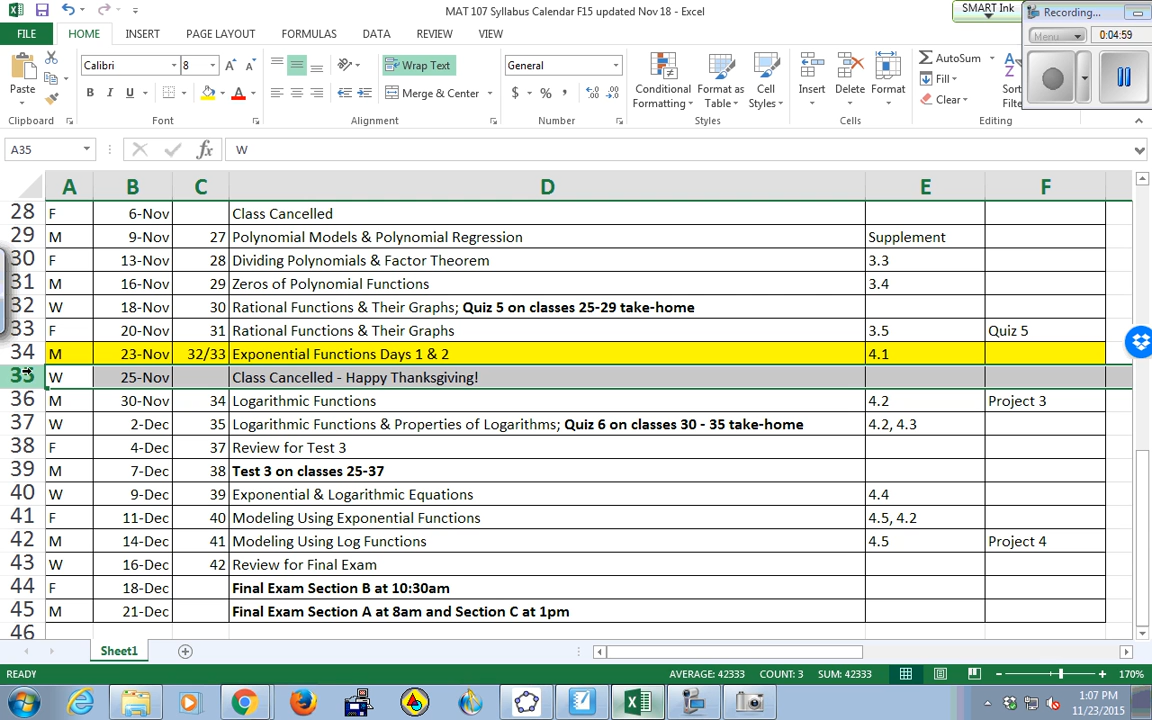 MAT 107 Syllabus Calendar F15 updated Nov 18 - Excel
SMART Ink
Recording...
Menu
0:04:59
FILE HOME INSERT PAGE LAYOUT FORMULAS DATA REVIEW VIEW
Paste
Calibri 8
B I U
Wrap Text
Merge & Center
General
$ % ,
Conditional Formatting
Format as Table
Cell Styles
Insert
Delete
Format
AutoSum
Fill
Clear
Clipboard Font Alignment Number Styles Cells Editing
A35 fx W
A B C D E F
28 F 6-Nov Class Cancelled
29 M 9-Nov 27 Polynomial Models & Polynomial Regression Supplement
30 F 13-Nov 28 Dividing Polynomials & Factor Theorem 3.3
31 M 16-Nov 29 Zeros of Polynomial Functions 3.4
32 W 18-Nov 30 Rational Functions & Their Graphs; Quiz 5 on classes 25-29 take-home
33 F 20-Nov 31 Rational Functions & Their Graphs 3.5 Quiz 5
34 M 23-Nov 32/33 Exponential Functions Days 1 & 2 4.1
35 W 25-Nov Class Cancelled - Happy Thanksgiving!
36 M 30-Nov 34 Logarithmic Functions 4.2 Project 3
37 W 2-Dec 35 Logarithmic Functions & Properties of Logarithms; Quiz 6 on classes 30 - 35 take-home 4.2, 4.3
38 F 4-Dec 37 Review for Test 3
39 M 7-Dec 38 Test 3 on classes 25-37
40 W 9-Dec 39 Exponential & Logarithmic Equations 4.4
41 F 11-Dec 40 Modeling Using Exponential Functions 4.5, 4.2
42 M 14-Dec 41 Modeling Using Log Functions 4.5 Project 4
43 W 16-Dec 42 Review for Final Exam
44 F 18-Dec Final Exam Section B at 10:30am
45 M 21-Dec Final Exam Section A at 8am and Section C at 1pm
46
Sheet1
READY AVERAGE: 42333 COUNT: 3 SUM: 42333 170%
1:07 PM
11/23/2015